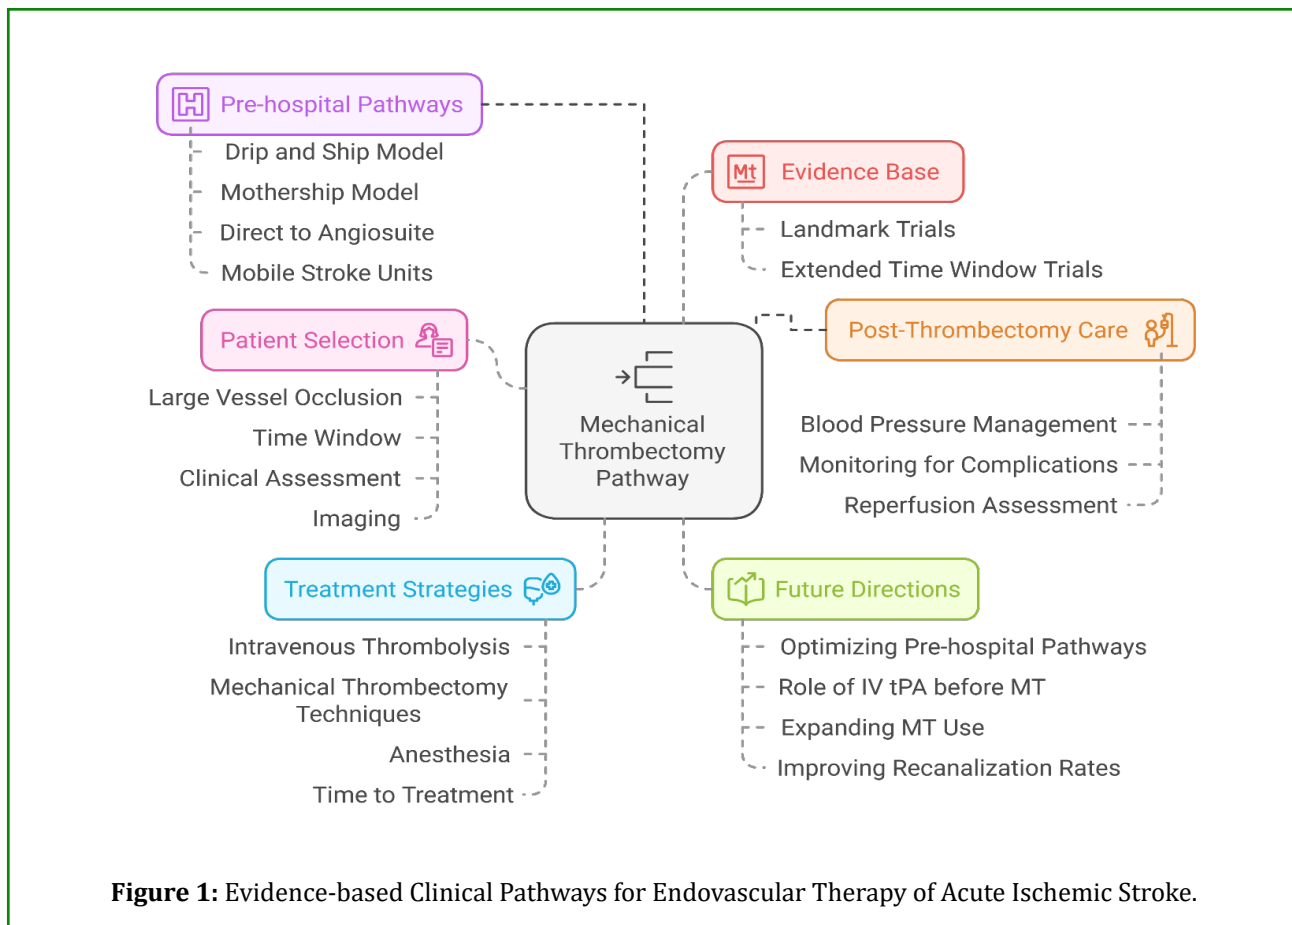 Pre-hospital Pathways
Drip and Ship Model
Mothership Model
Direct to Angiosuite
Mobile Stroke Units
Mt
Evidence Base
Landmark Trials
Extended Time Window Trials
Patient Selection
Large Vessel Occlusion
Time Window
Clinical Assessment
Imaging
Mechanical
Thrombectomy
Pathway
Post-Thrombectomy Care
Blood Pressure Management
Monitoring for Complications
Reperfusion Assessment
Treatment Strategies
Intravenous Thrombolysis
Mechanical Thrombectomy
Techniques
Anesthesia
Time to Treatment
Future Directions
Optimizing Pre-hospital Pathways
Role of IV tPA before MT
Expanding MT Use
Improving Recanalization Rates
Figure 1: Evidence-based Clinical Pathways for Endovascular Therapy of Acute Ischemic Stroke.